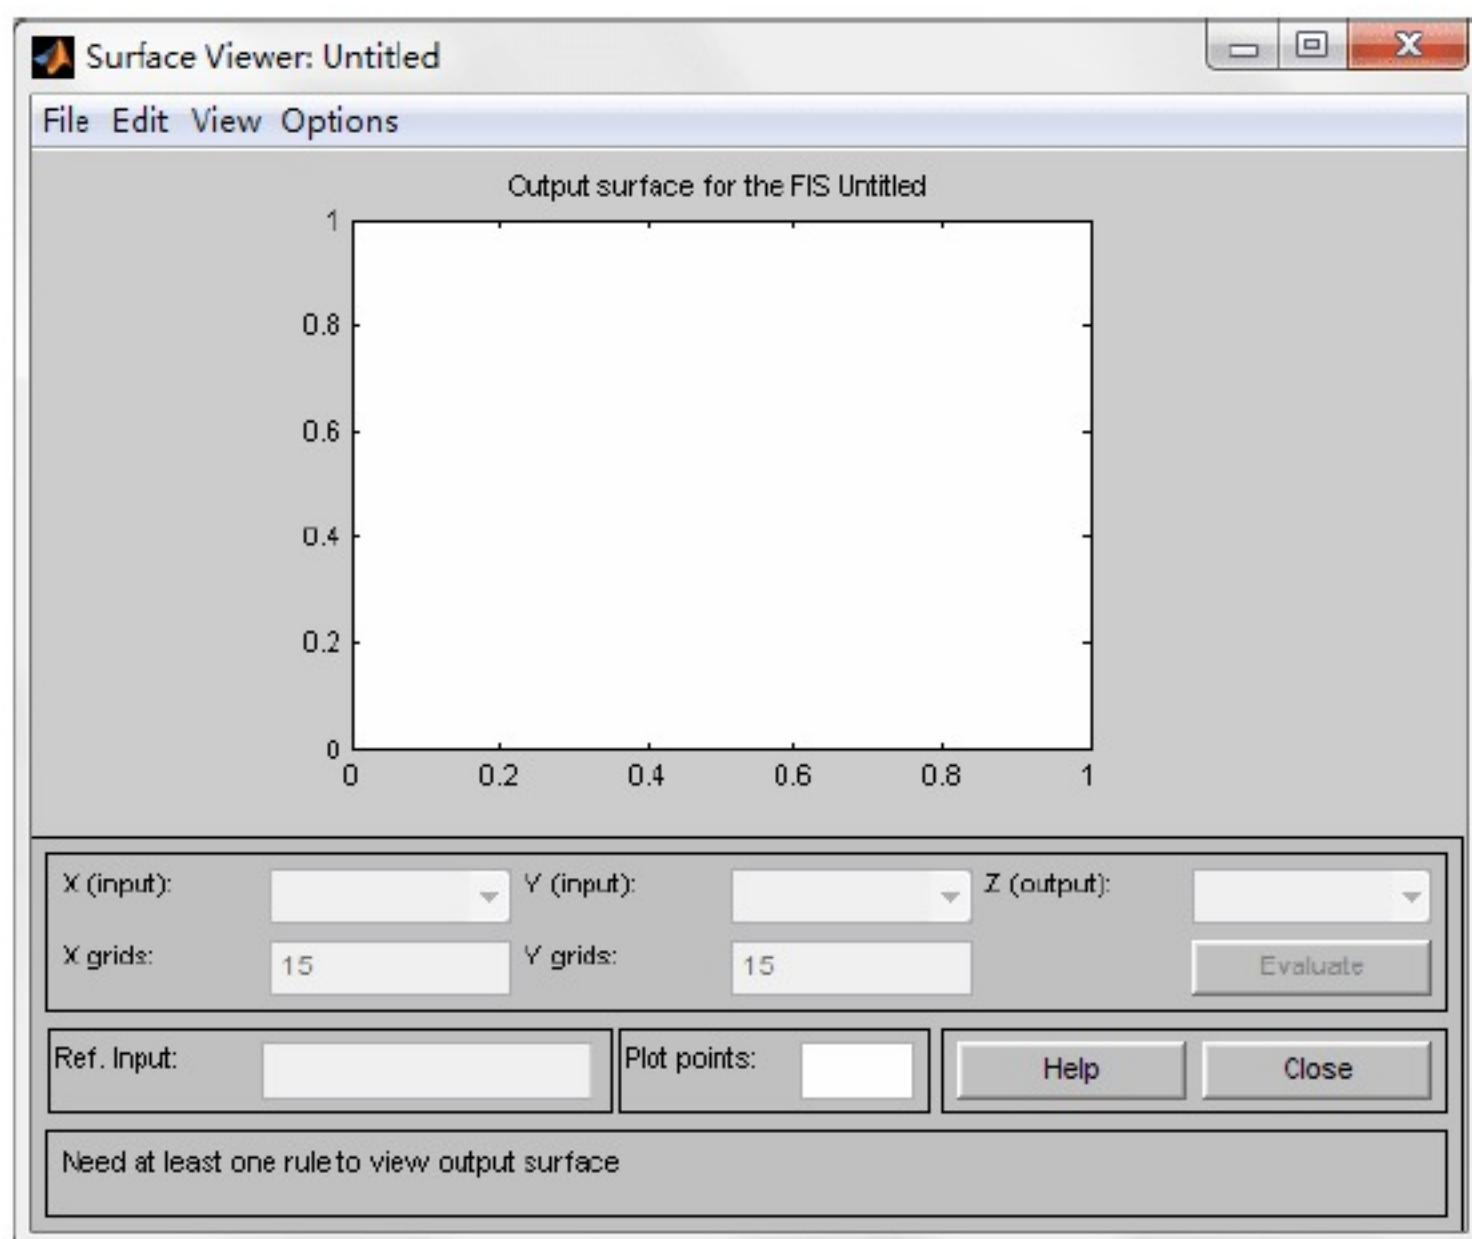 Surface Viewer: Untitled
File Edit View Options
Output surface for the FIS Untitled
1
0.8
0.6
0.4
0.2
0
0 0.2 0.4 0.6 0.8 1
X (input): Y (input): Z (output):
X grids: 15 Y grids: 15 Evaluate
Ref. Input: Plot points: Help Close
Need at least one rule to view output surface